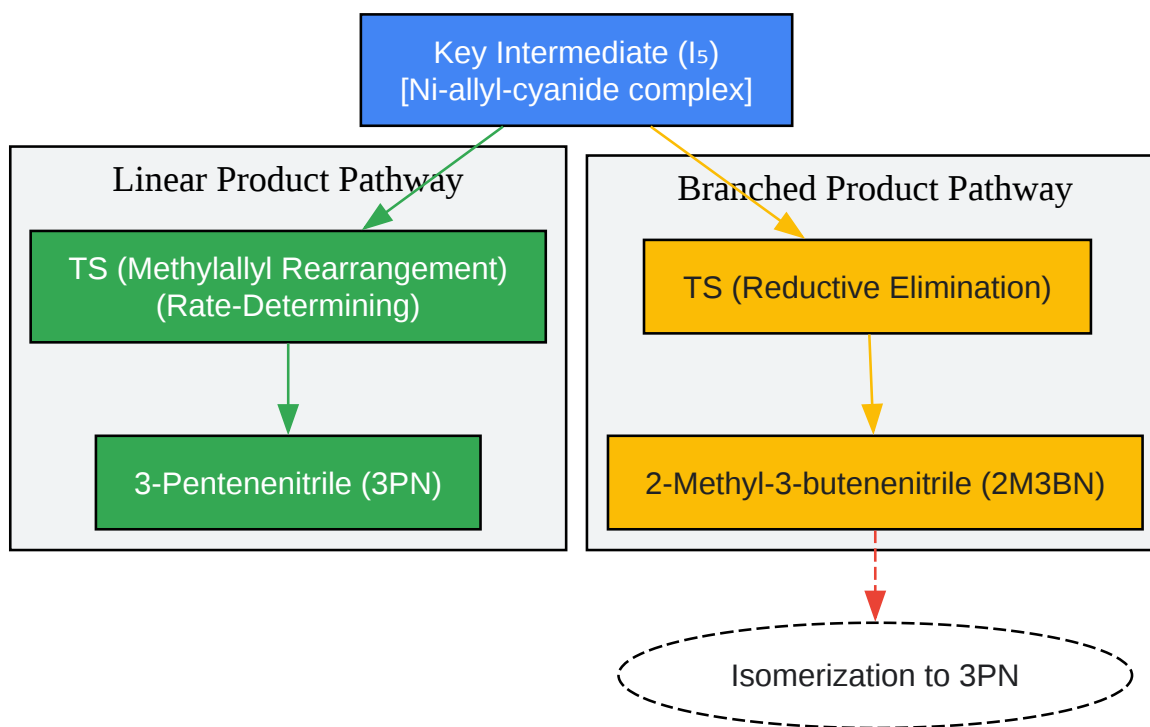 Key Intermediate (I₅)
[Ni-allyl-cyanide complex]
Linear Product Pathway
Branched Product Pathway
TS (Methylallyl Rearrangement)
(Rate-Determining)
TS (Reductive Elimination)
3-Pentenenitrile (3PN)
2-Methyl-3-butenenitrile (2M3BN)
Isomerization to 3PN